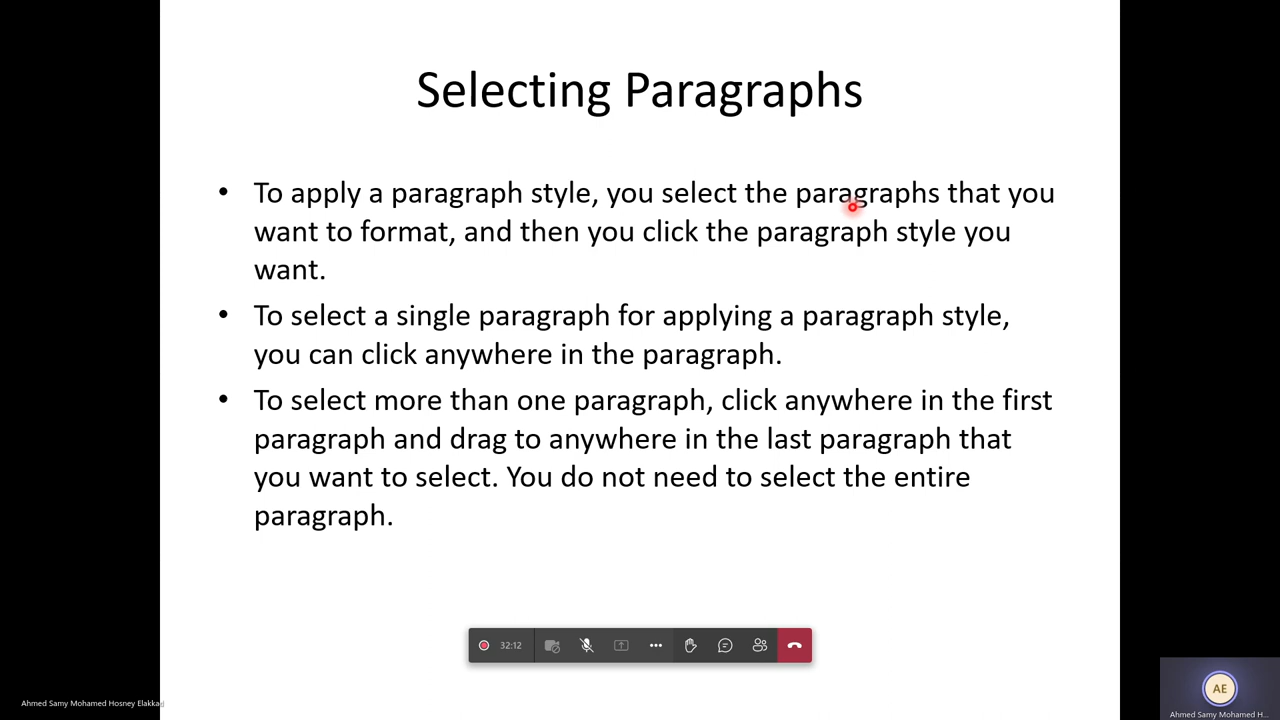 Selecting Paragraphs
• To apply a paragraph style, you select the paragraphs that you
want to format, and then you click the paragraph style you
want.
• To select a single paragraph for applying a paragraph style,
you can click anywhere in the paragraph.
• To select more than one paragraph, click anywhere in the first
paragraph and drag to anywhere in the last paragraph that
you want to select. You do not need to select the entire
paragraph.
32:12
AE
Ahmed Samy Mohamed Hosney Elakkad
Ahmed Samy Mohamed H...